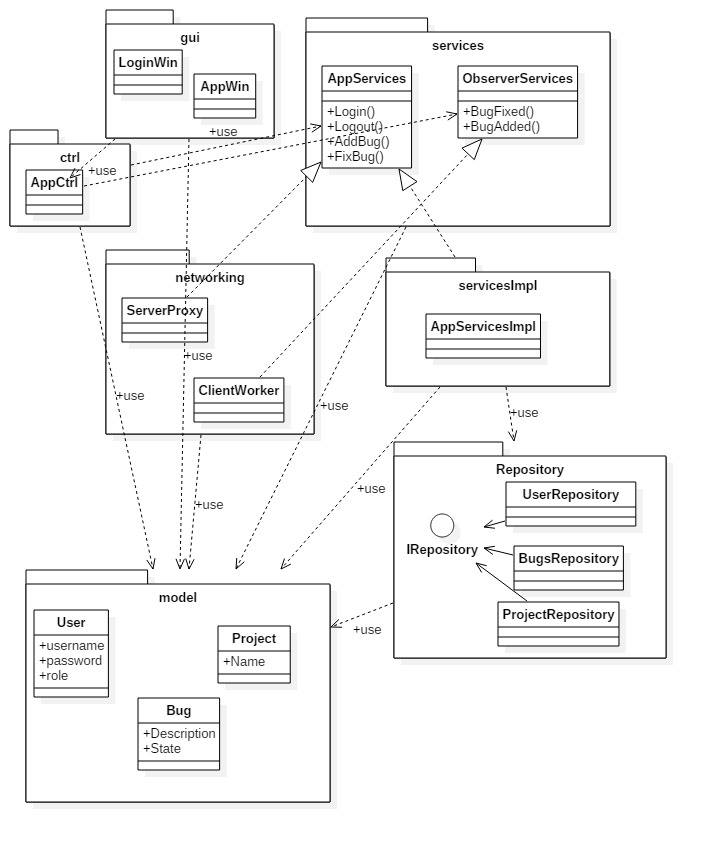 gui
LoginWin
AppWin
services
AppServices
+Login()
+Logout()
+AddBug()
+FixBug()
ObserverServices
+BugFixed()
+BugAdded()
+use
ctrl
+use
AppCtrl
networking
ServerProxy
+use
ClientWorker
servicesImpl
AppServicesImpl
+use
+use
+use
+use
+use
Repository
UserRepository
IRepository
BugsRepository
ProjectRepository
+use
model
User
+username
+password
+role
Project
+Name
Bug
+Description
+State